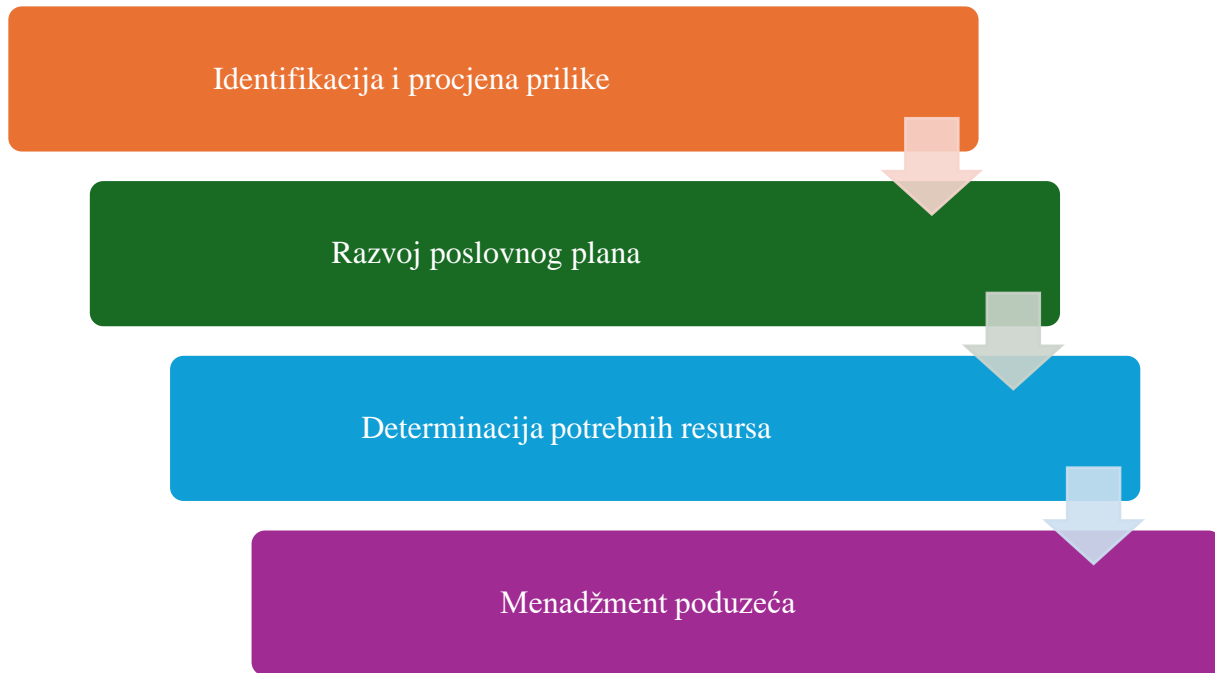 Identifikacija i procjena prilike
Razvoj poslovnog plana
Determinacija potrebnih resursa
Menadžment poduzeća